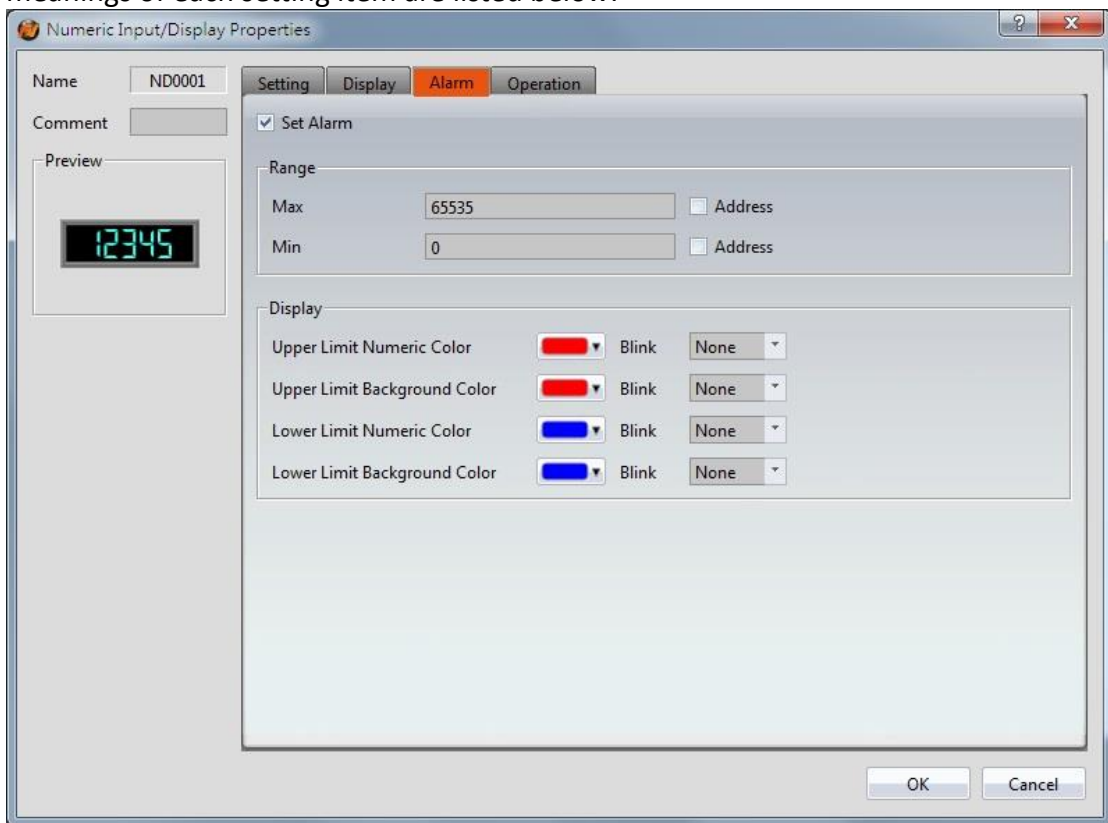 meanings of each setting item are listed below:
Numeric Input/Display Properties
Name ND0001
Comment
Preview
12345
Setting Display Alarm Operation
Set Alarm
Range
Max 65535 Address
Min 0 Address
Display
Upper Limit Numeric Color Blink None
Upper Limit Background Color Blink None
Lower Limit Numeric Color Blink None
Lower Limit Background Color Blink None
OK Cancel